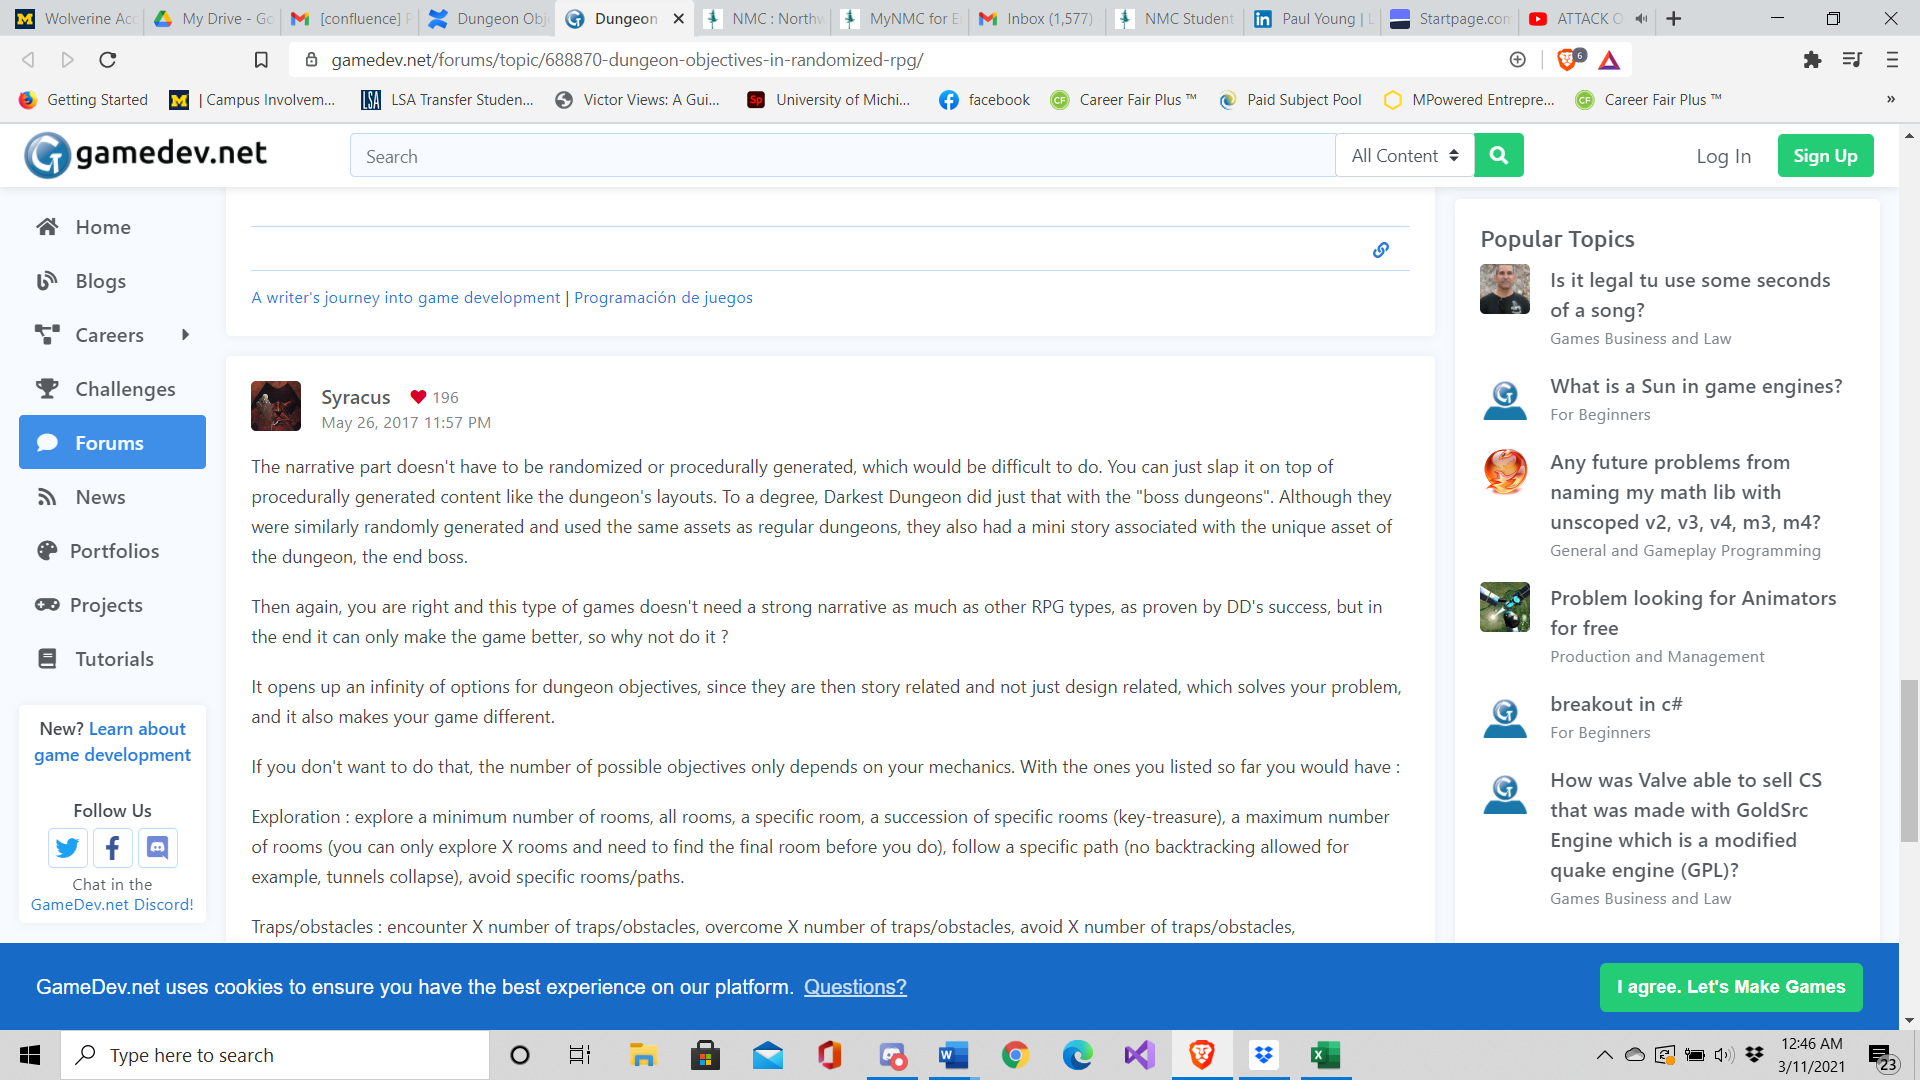 Wolverine Acc
My Drive - Go
[confluence] P
Dungeon Obj
Dungeon
NMC : Northw
MyNMC for E
Inbox (1,577)
NMC Student
Paul Young | L
Startpage.com
ATTACK O
gamedev.net/forums/topic/688870-dungeon-objectives-in-randomized-rpg/
6
Getting Started
| Campus Involvem...
LSA Transfer Studen...
Victor Views: A Gui...
University of Michi...
facebook
Career Fair Plus ™
Paid Subject Pool
MPowered Entrepre...
Career Fair Plus ™
»
gamedev.net
Search
All Content
Log In
Sign Up
Home
Blogs
Careers
Challenges
Forums
News
Portfolios
Projects
Tutorials
New? Learn about
game development
Follow Us
Chat in the
GameDev.net Discord!
A writer's journey into game development | Programación de juegos
Syracus 196
May 26, 2017 11:57 PM
The narrative part doesn't have to be randomized or procedurally generated, which would be difficult to do. You can just slap it on top of
procedurally generated content like the dungeon's layouts. To a degree, Darkest Dungeon did just that with the "boss dungeons". Although they
were similarly randomly generated and used the same assets as regular dungeons, they also had a mini story associated with the unique asset of
the dungeon, the end boss.
Then again, you are right and this type of games doesn't need a strong narrative as much as other RPG types, as proven by DD's success, but in
the end it can only make the game better, so why not do it ?
It opens up an infinity of options for dungeon objectives, since they are then story related and not just design related, which solves your problem,
and it also makes your game different.
If you don't want to do that, the number of possible objectives only depends on your mechanics. With the ones you listed so far you would have :
Exploration : explore a minimum number of rooms, all rooms, a specific room, a succession of specific rooms (key-treasure), a maximum number
of rooms (you can only explore X rooms and need to find the final room before you do), follow a specific path (no backtracking allowed for
example, tunnels collapse), avoid specific rooms/paths.
Traps/obstacles : encounter X number of traps/obstacles, overcome X number of traps/obstacles, avoid X number of traps/obstacles,
Popular Topics
Is it legal tu use some seconds
of a song?
Games Business and Law
What is a Sun in game engines?
For Beginners
Any future problems from
naming my math lib with
unscoped v2, v3, v4, m3, m4?
General and Gameplay Programming
Problem looking for Animators
for free
Production and Management
breakout in c#
For Beginners
How was Valve able to sell CS
that was made with GoldSrc
Engine which is a modified
quake engine (GPL)?
Games Business and Law
GameDev.net uses cookies to ensure you have the best experience on our platform. Questions?
I agree. Let's Make Games
Type here to search
12:46 AM
3/11/2021
23